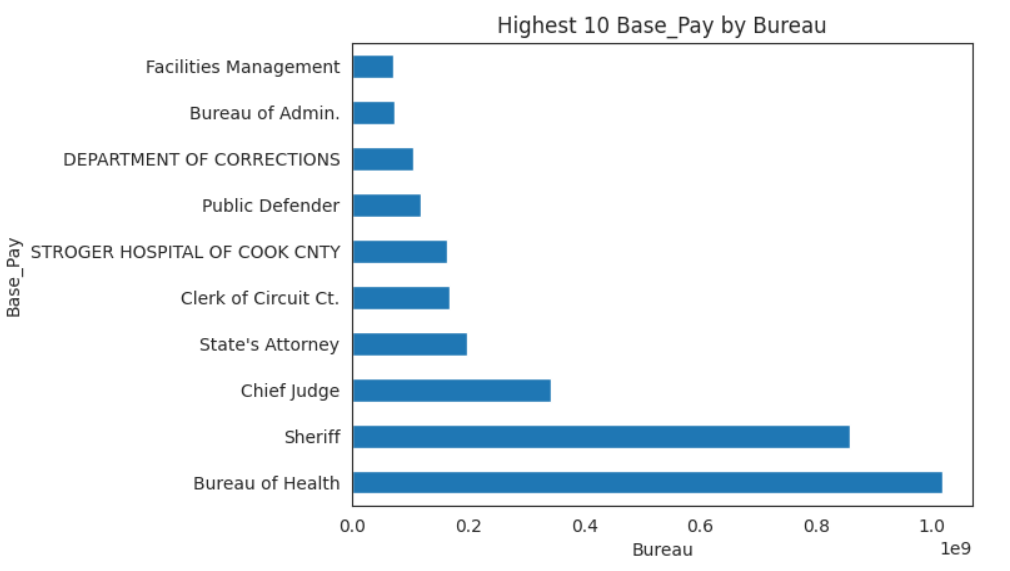 Highest 10 Base_Pay by Bureau
Facilities Management
Bureau of Admin.
DEPARTMENT OF CORRECTIONS
Public Defender
STROGER HOSPITAL OF COOK CNTY
Clerk of Circuit Ct.
State's Attorney
Chief Judge
Sheriff
Bureau of Health
Base_Pay
0.0 0.2 0.4 0.6 0.8 1.0
1e9
Bureau